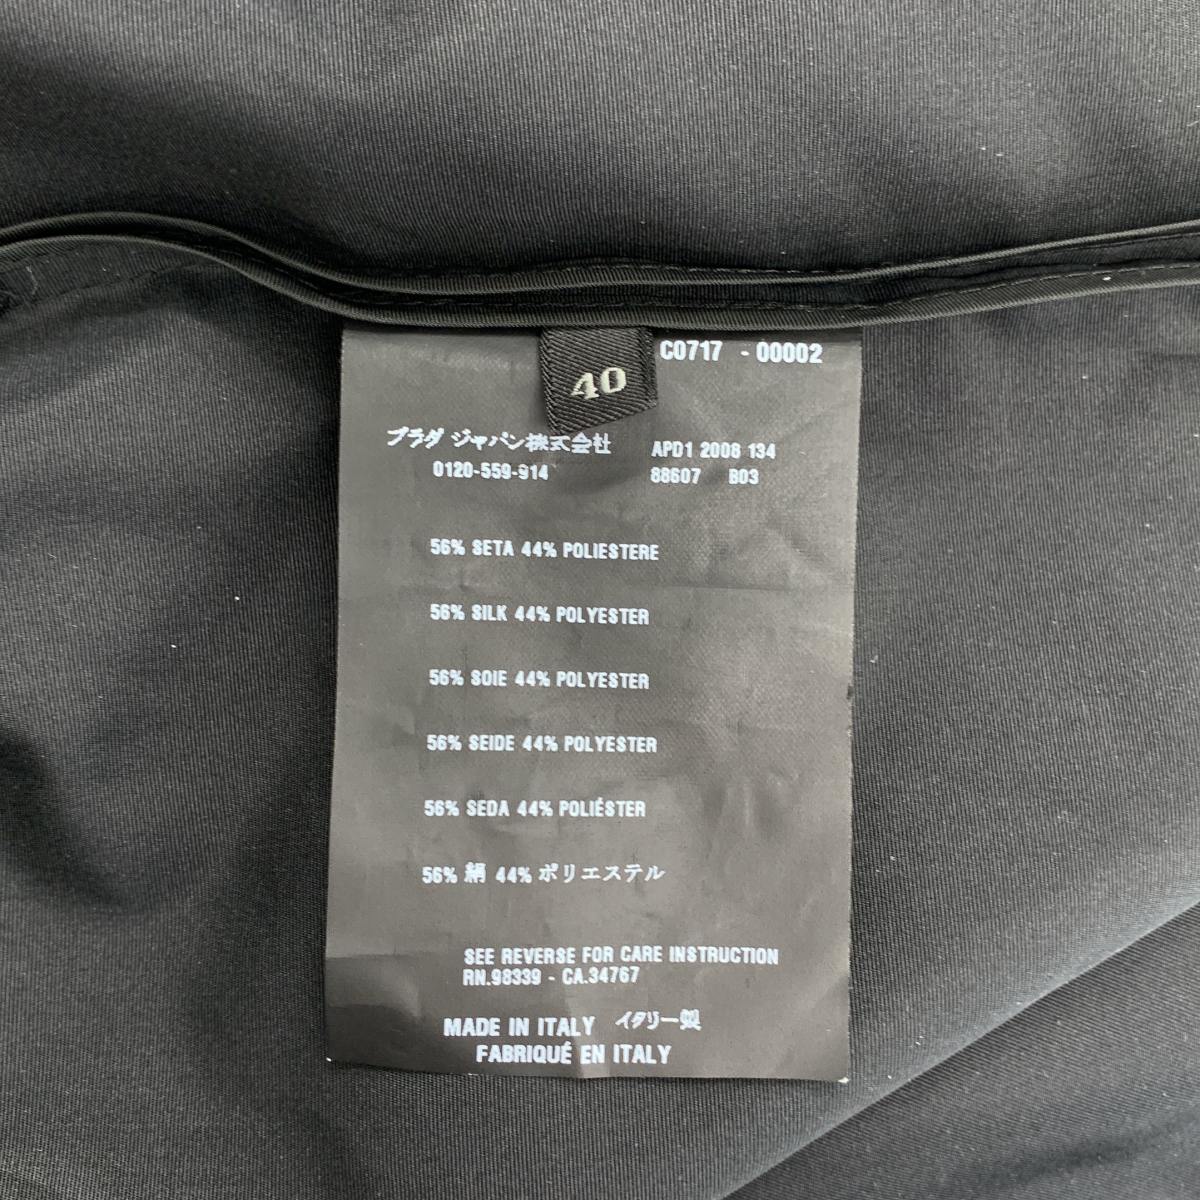 C0717 - 00002
40
プラダ ジャパン株式会社
0120-559-914
APD1 2008 134
88607 B03
56% SETA 44% POLIESTERE
56% SILK 44% POLYESTER
56% SOIE 44% POLYESTER
56% SEIDE 44% POLYESTER
56% SEDA 44% POLIÉSTER
56% 絹 44% ポリエステル
SEE REVERSE FOR CARE INSTRUCTION
RN.98339 - CA.34767
MADE IN ITALY イタリー製
FABRIQUÉ EN ITALY